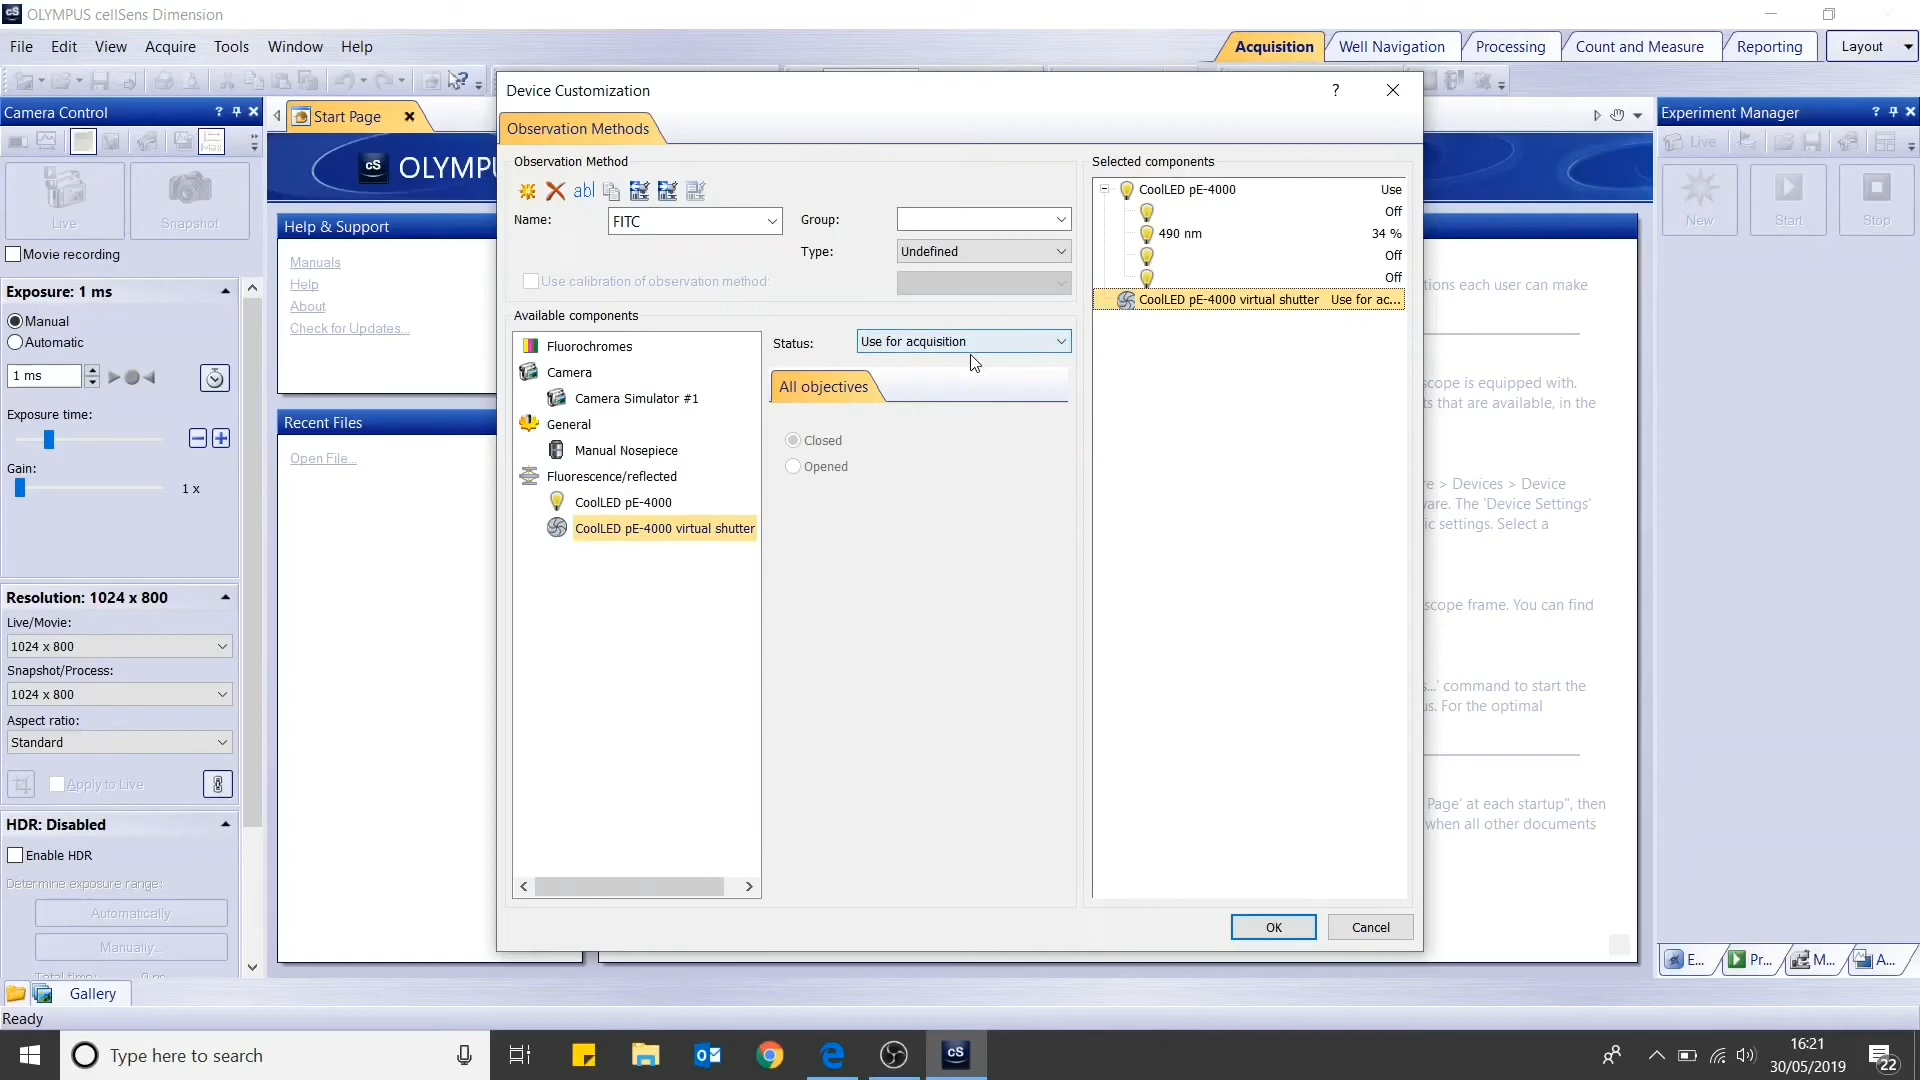 OLYMPUS cellSens Dimension
File Edit View Acquire Tools Window Help
Acquisition Well Navigation Processing Count and Measure Reporting Layout
Camera Control
Start Page
Live
Snapshot
Movie recording
Exposure: 1 ms
Manual
Automatic
1 ms
Exposure time:
Gain:
1 x
Resolution: 1024 x 800
Live/Movie:
1024 x 800
Snapshot/Process:
1024 x 800
Aspect ratio:
Standard
Apply to Live
HDR: Disabled
Enable HDR
Determine exposure range:
Automatically
Manually...
OLYMPU
Help & Support
Manuals
Help
About
Check for Updates...
Recent Files
Open File...
Device Customization
Observation Methods
Observation Method
abl
Name: FITC
Group:
Type: Undefined
Use calibration of observation method:
Available components
Fluorochromes
Camera
Camera Simulator #1
General
Manual Nosepiece
Fluorescence/reflected
CoolLED pE-4000
CoolLED pE-4000 virtual shutter
Status: Use for acquisition
All objectives
Closed
Opened
Selected components
CoolLED pE-4000 Use
Off
490 nm 34 %
Off
Off
CoolLED pE-4000 virtual shutter Use for ac...
OK Cancel
tions each user can make
scope is equipped with.
ts that are available, in the
re > Devices > Device
vare. The 'Device Settings'
ic settings. Select a
scope frame. You can find
s...' command to start the
us. For the optimal
Page' at each startup", then
when all other documents
Experiment Manager
Live
New Start Stop
E... Pr... M... A...
Gallery
Ready
Type here to search
16:21
30/05/2019
22